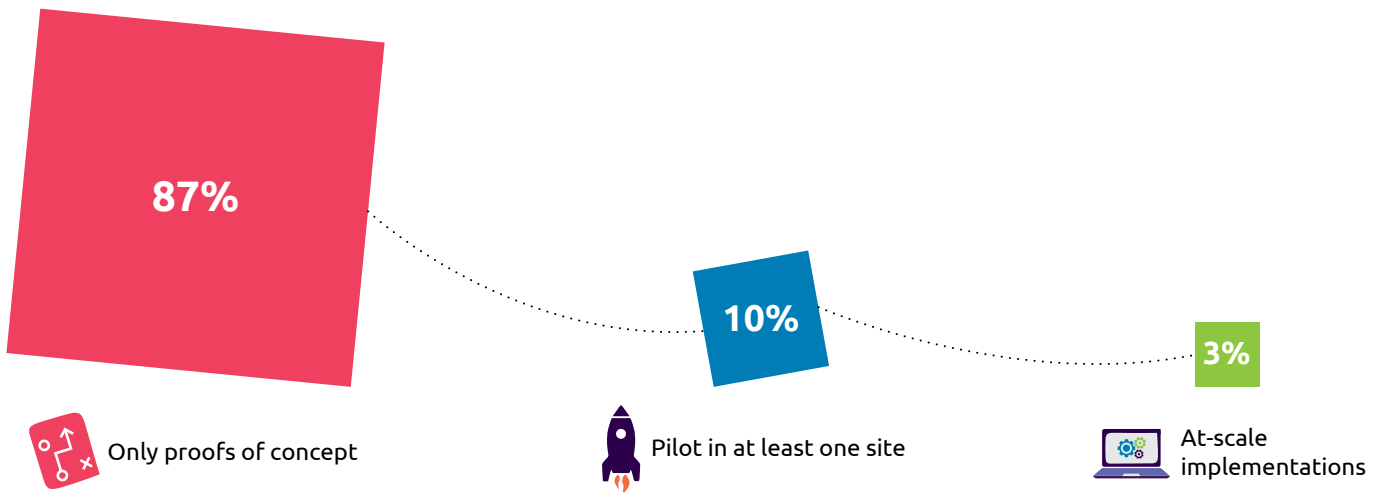 87%
10%
3%
Only proofs of concept
Pilot in at least one site
At-scale
implementations